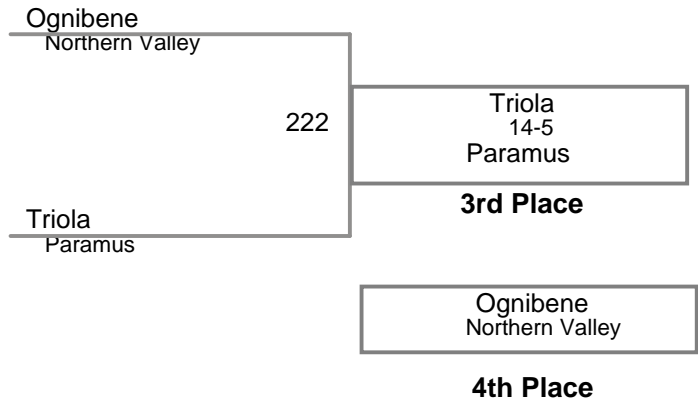 Ognibene
Northern Valley
222
Triola
14-5
Paramus
3rd Place
Triola
Paramus
Ognibene
Northern Valley
4th Place